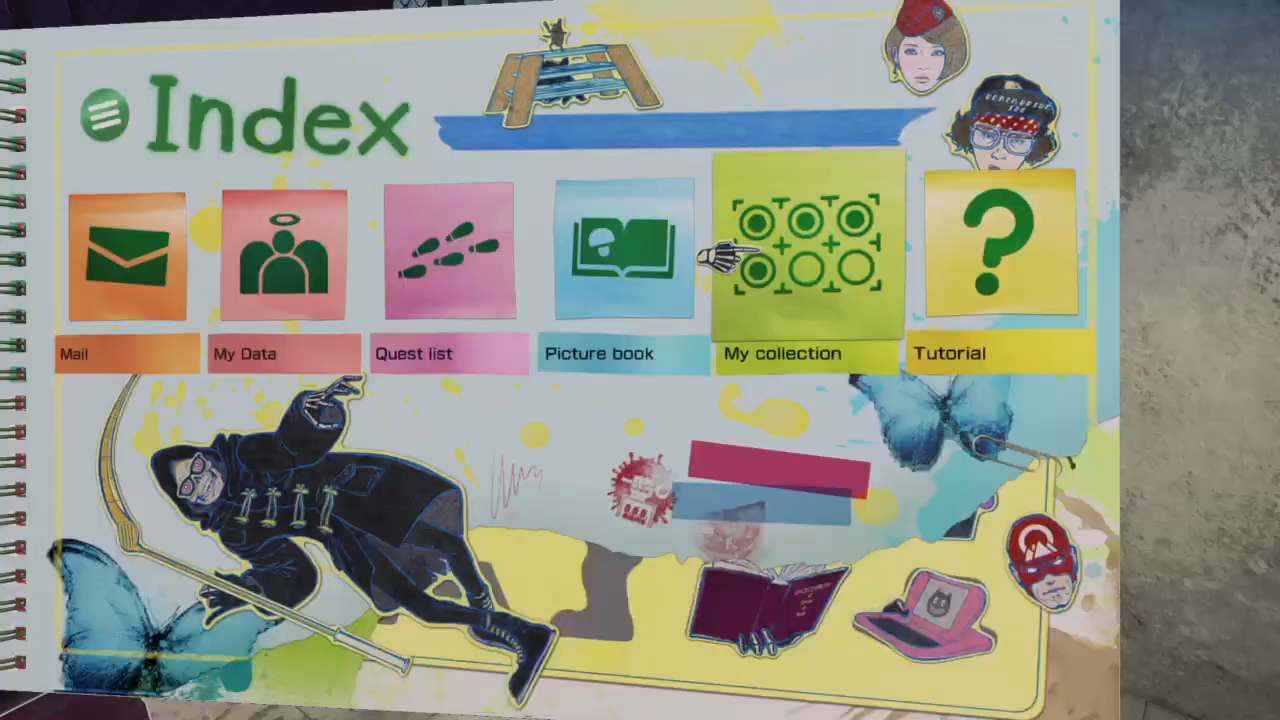 Index
Mail
My Data
Quest list
Picture book
My collection
Tutorial